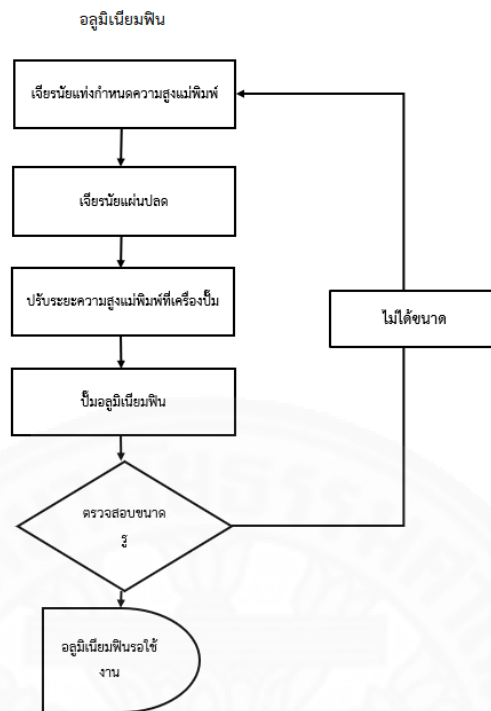 อลูมิเนียมฟิน
เจียรนัยแท่งกำหนดความสูงแม่พิมพ์
เจียรนัยแผ่นปลด
ปรับระยะความสูงแม่พิมพ์ที่เครื่องปั๊ม
ไม่ได้ขนาด
ปั๊มอลูมิเนียมฟิน
ตรวจสอบขนาด
รู
อลูมิเนียมฟินรอใช้
งาน